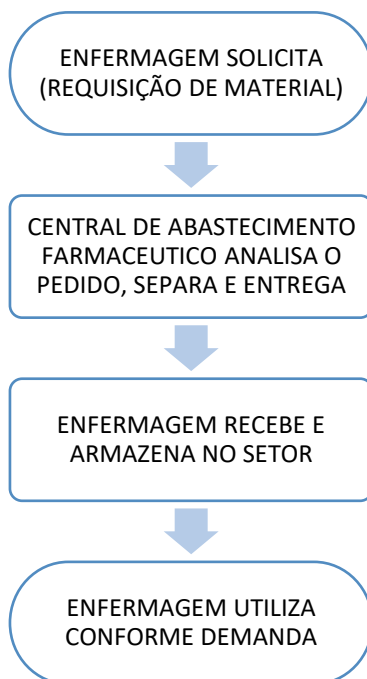 ENFERMAGEM SOLICITA
(REQUISIÇÃO DE MATERIAL)
CENTRAL DE ABASTECIMENTO
FARMACEUTICO ANALISA O
PEDIDO, SEPARA E ENTREGA
ENFERMAGEM RECEBE E
ARMAZENA NO SETOR
ENFERMAGEM UTILIZA
CONFORME DEMANDA